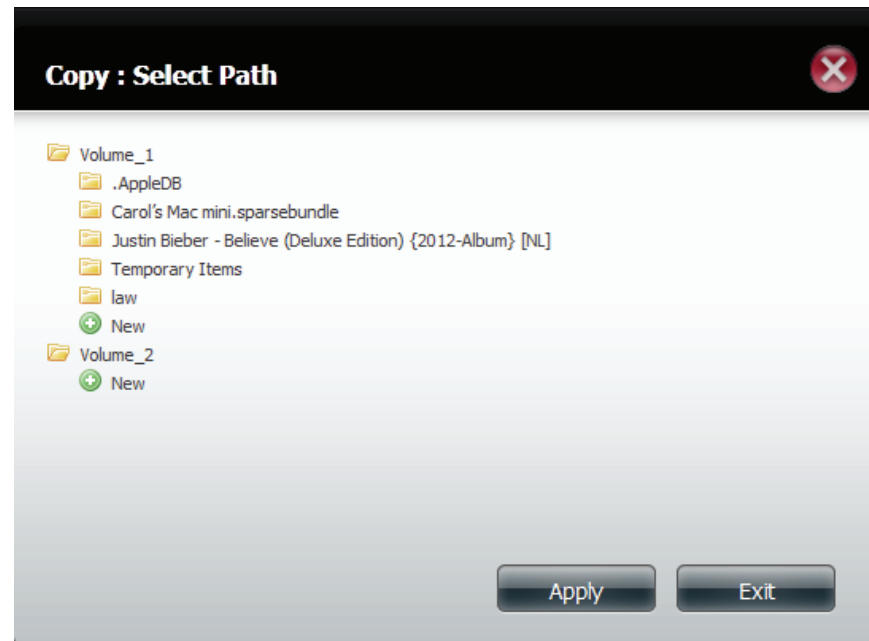 Copy : Select Path
Volume_1
.AppleDB
Carol's Mac mini.sparsebundle
Justin Bieber - Believe (Deluxe Edition) {2012-Album} [NL]
Temporary Items
law
New
Volume_2
New
Apply Exit